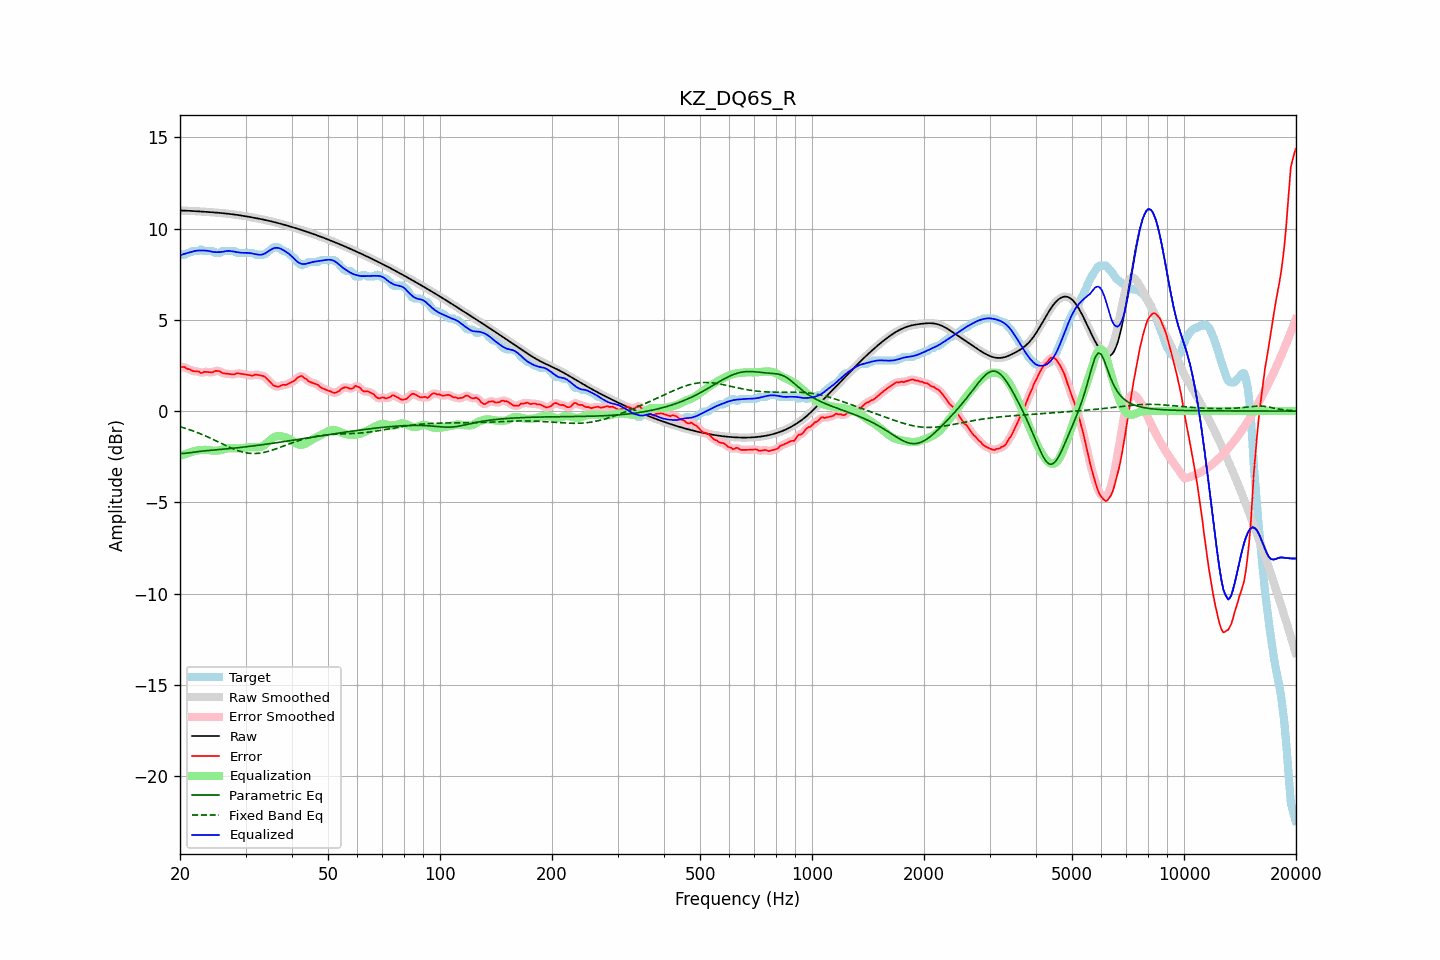 KZ_DQ6S_R
Amplitude (dBr)
15
10
5
0
−5
−10
−15
−20
Target
Raw Smoothed
Error Smoothed
Raw
Error
Equalization
Parametric Eq
Fixed Band Eq
Equalized
20 50 100 200 500 1000 2000 5000 10000 20000
Frequency (Hz)